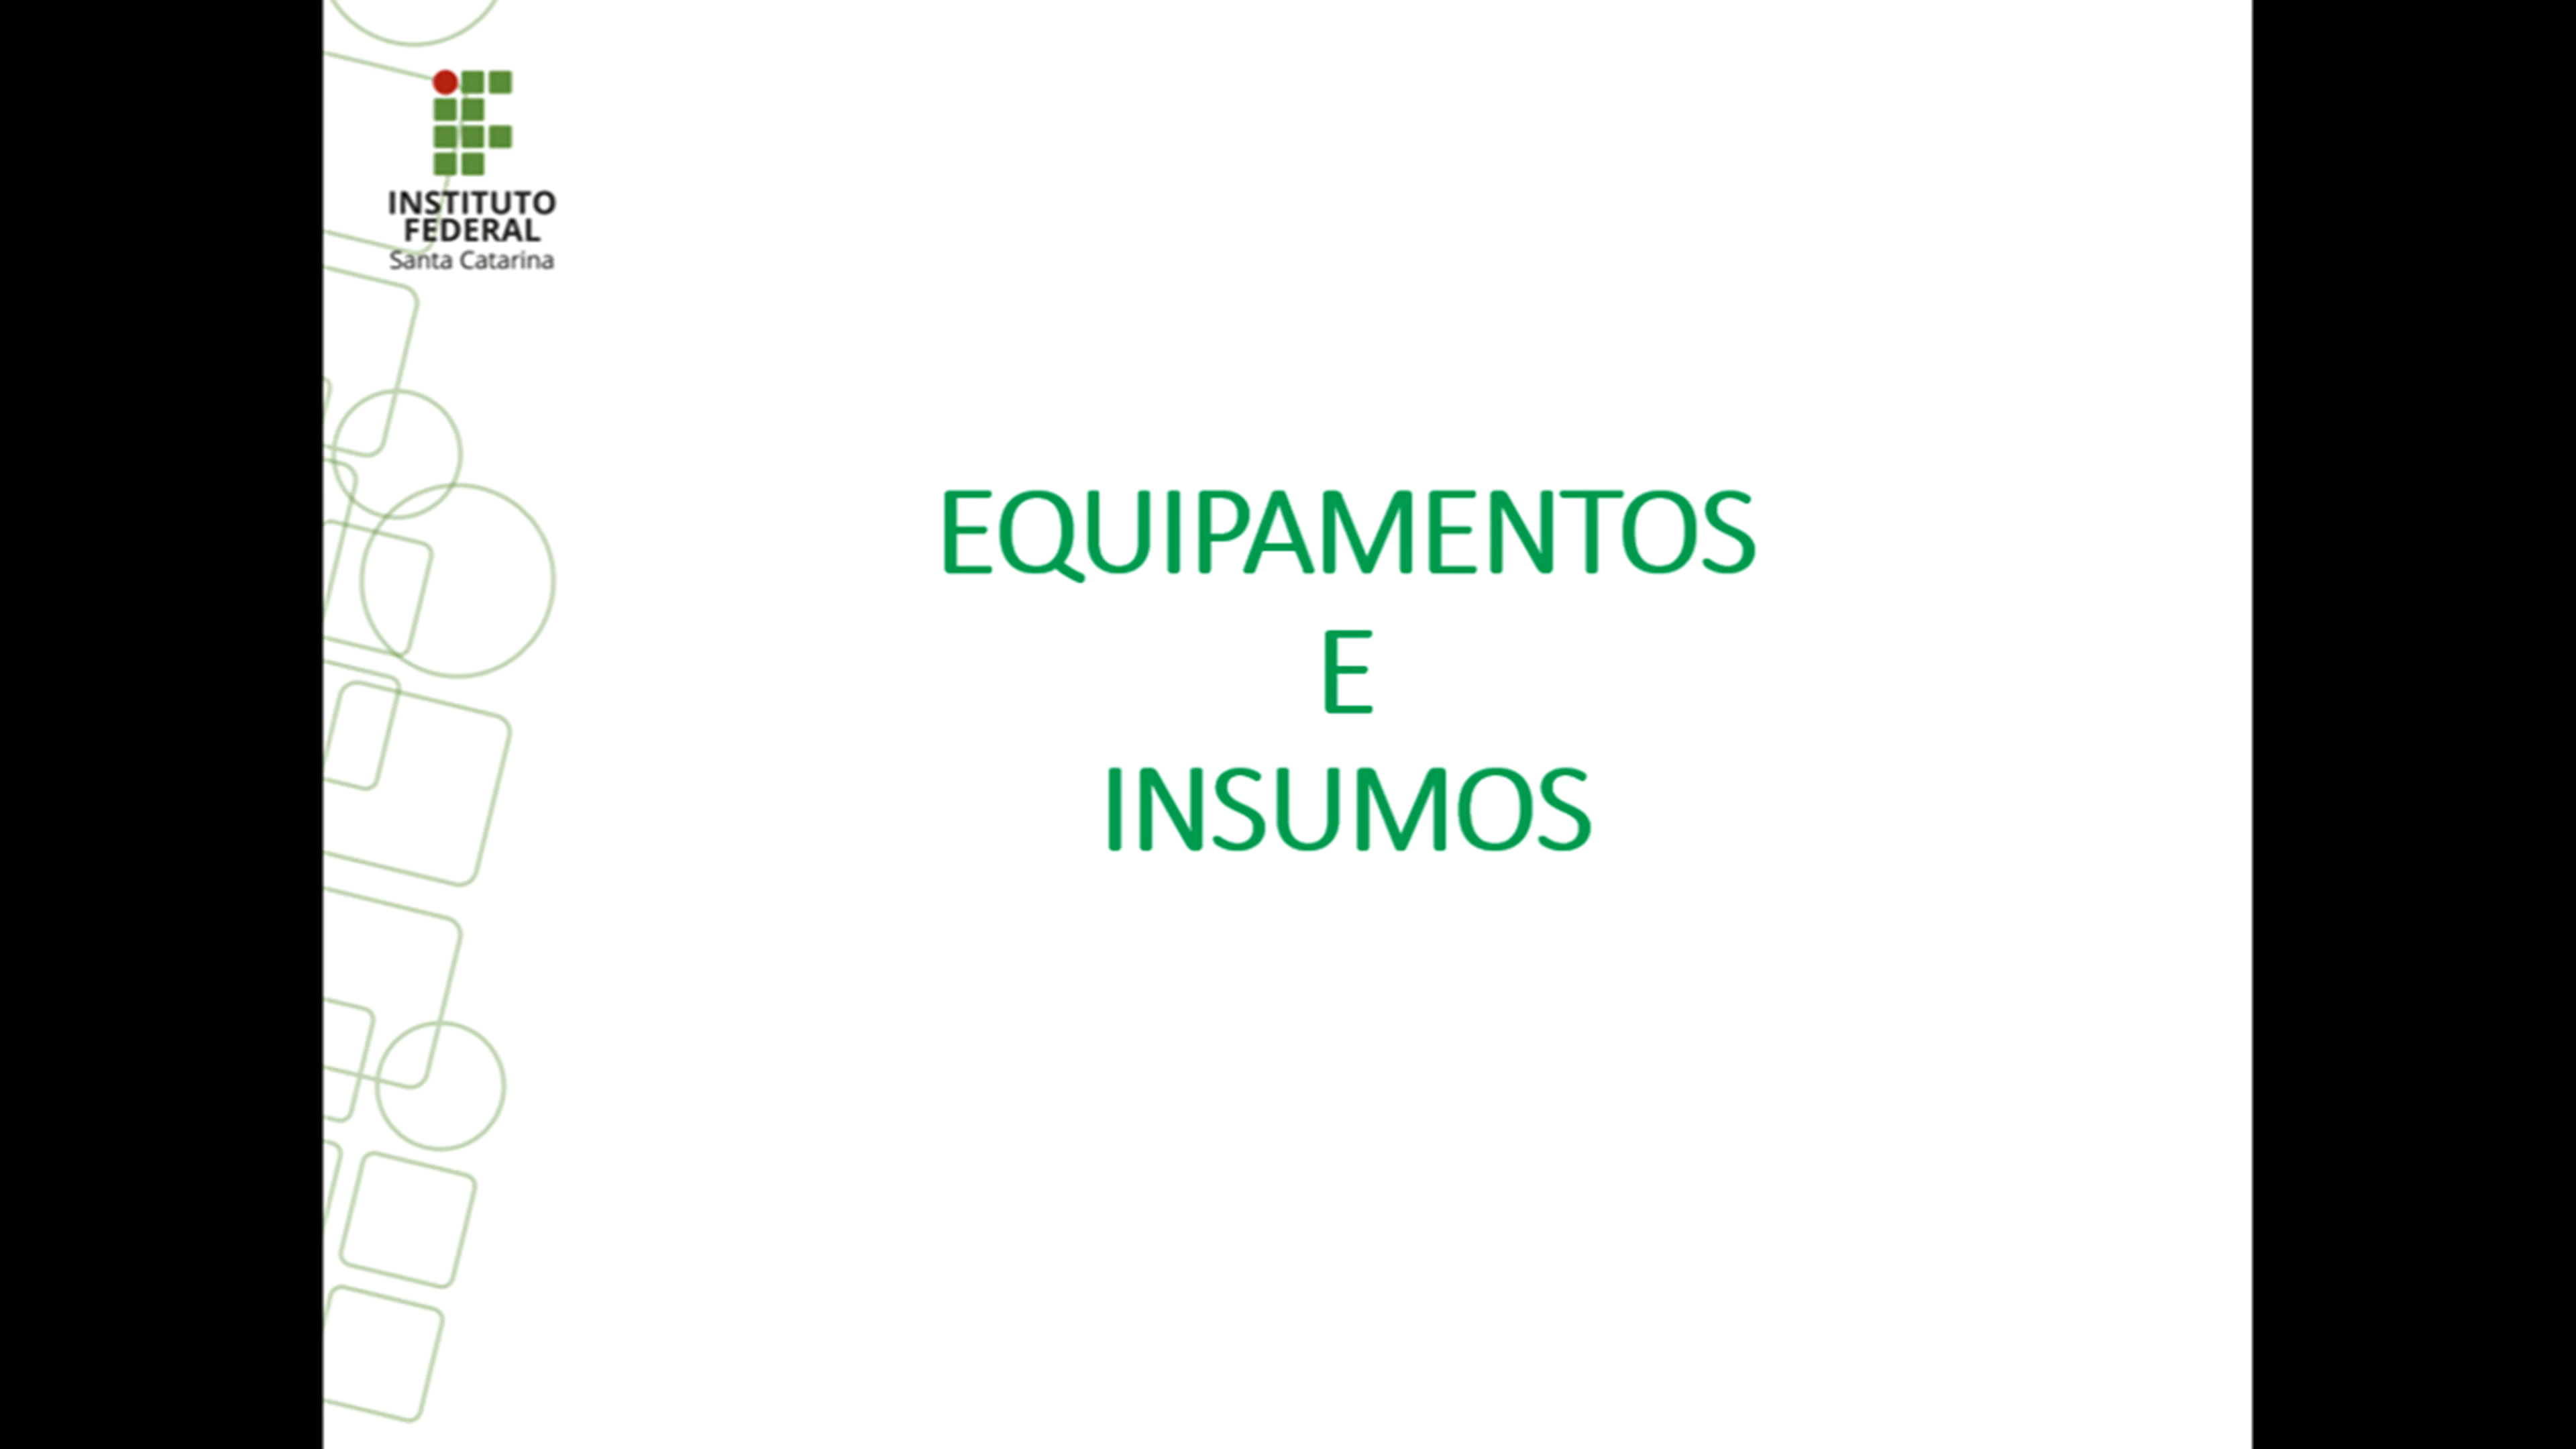 INSTITUTO
FEDERAL
Santa Catarina
EQUIPAMENTOS
E
INSUMOS